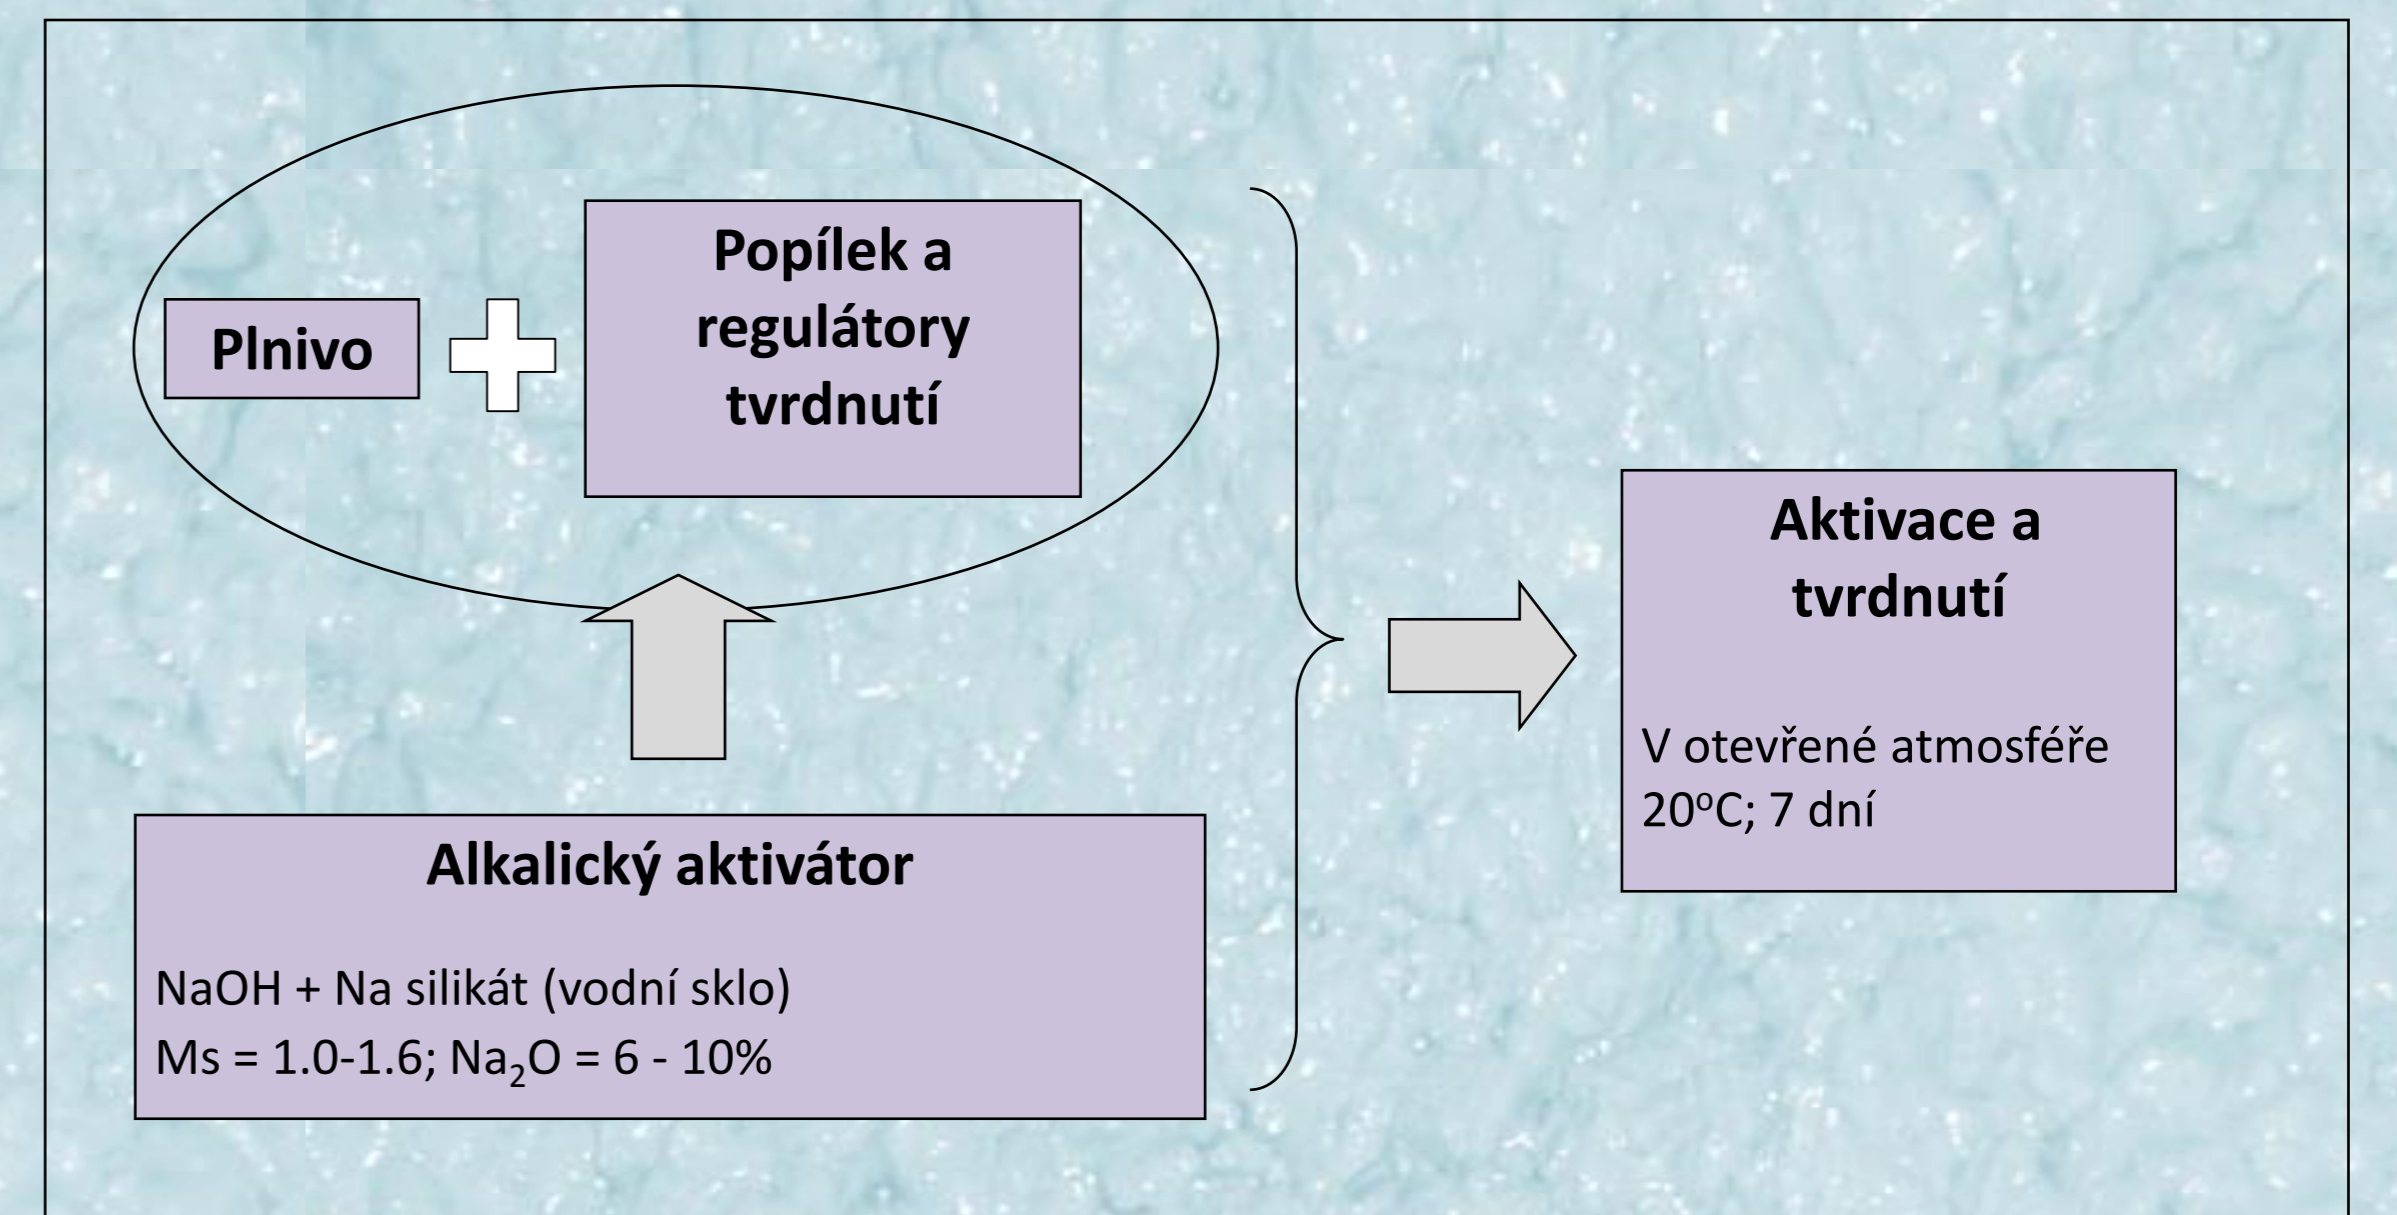 Plnivo
Popílek a
regulátory
tvrdnutí
Alkalický aktivátor
NaOH + Na silikát (vodní sklo)
Ms = 1.0-1.6; Na₂O = 6 - 10%
Aktivace a
tvrdnutí
V otevřené atmosféře
20ºC; 7 dní